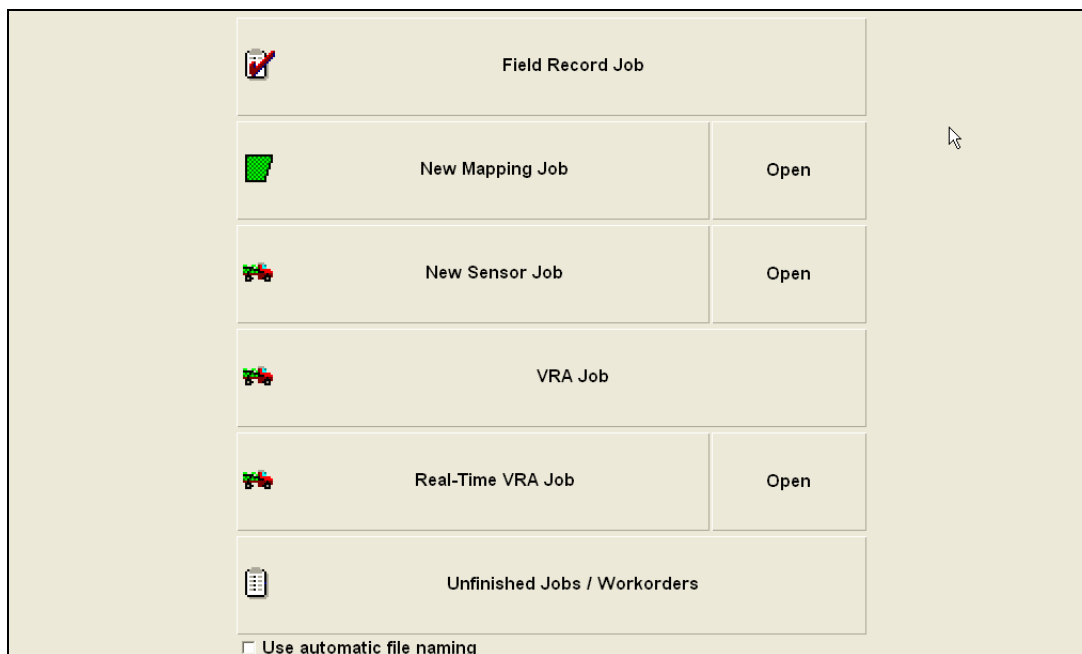 Field Record Job
New Mapping Job
Open
New Sensor Job
Open
VRA Job
Real-Time VRA Job
Open
Unfinished Jobs / Workorders
Use automatic file naming